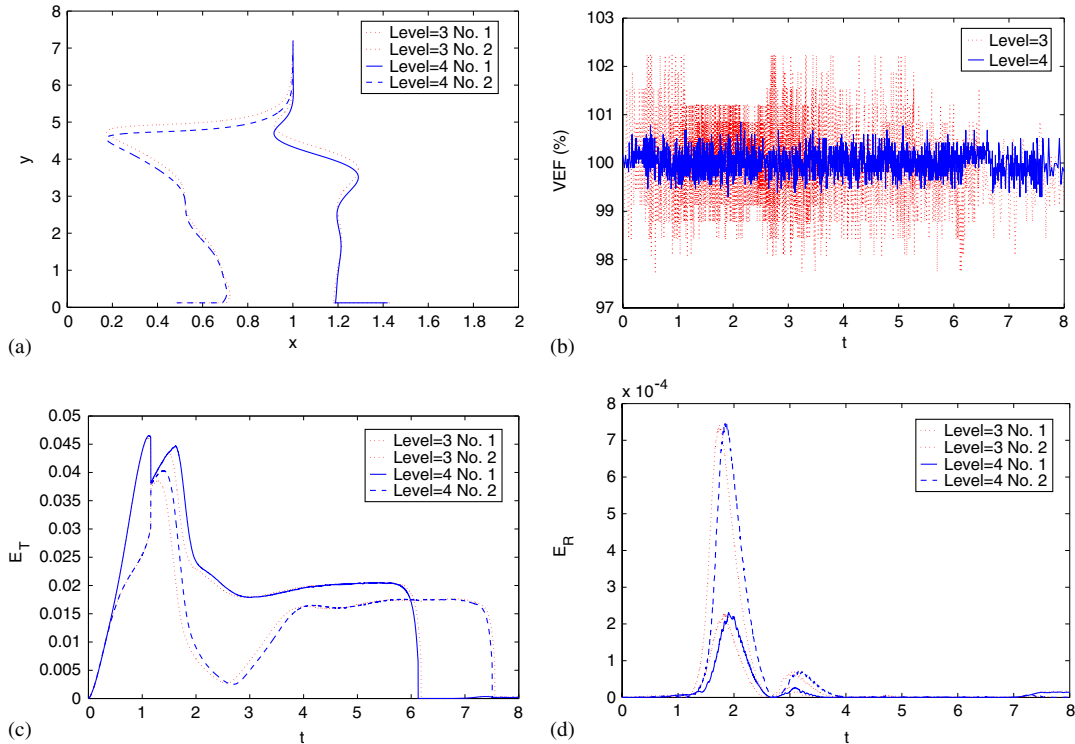 8
7
6
5
4
3
2
1
0
y
0 0.2 0.4 0.6 0.8 1 1.2 1.4 1.6 1.8 2
x
Level=3 No. 1
Level=3 No. 2
Level=4 No. 1
Level=4 No. 2
(a)
103
102
101
100
99
98
97
VEF (%)
0 1 2 3 4 5 6 7 8
t
Level=3
Level=4
(b)
0.05
0.045
0.04
0.035
0.03
0.025
0.02
0.015
0.01
0.005
0
E_T
0 1 2 3 4 5 6 7 8
t
Level=3 No. 1
Level=3 No. 2
Level=4 No. 1
Level=4 No. 2
(c)
x 10^-4
8
7
6
5
4
3
2
1
0
E_R
0 1 2 3 4 5 6 7 8
t
Level=3 No. 1
Level=3 No. 2
Level=4 No. 1
Level=4 No. 2
(d)